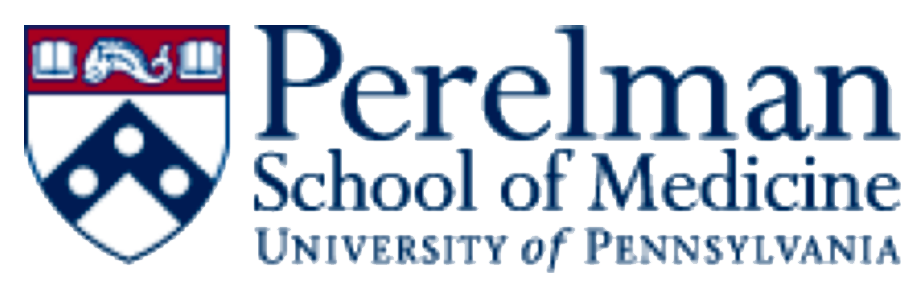 Perelman
School of Medicine
UNIVERSITY of PENNSYLVANIA